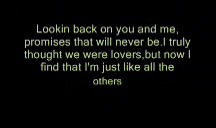 Lookin back on you and me,
promises that will never be.I truly
thought we were lovers,but now I
find that I'm just like all the
others